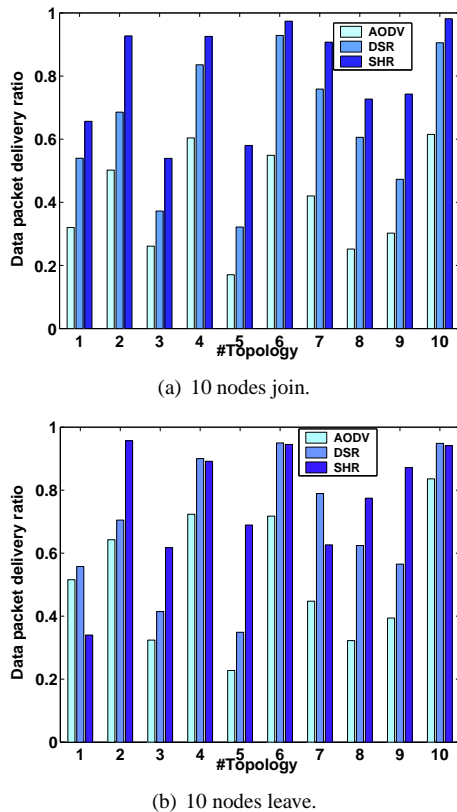 1
0.8
0.6
0.4
0.2
0
Data packet delivery ratio
AODV
DSR
SHR
1 2 3 4 5 6 7 8 9 10
#Topology
(a) 10 nodes join.
1
0.8
0.6
0.4
0.2
0
Data packet delivery ratio
AODV
DSR
SHR
1 2 3 4 5 6 7 8 9 10
#Topology
(b) 10 nodes leave.